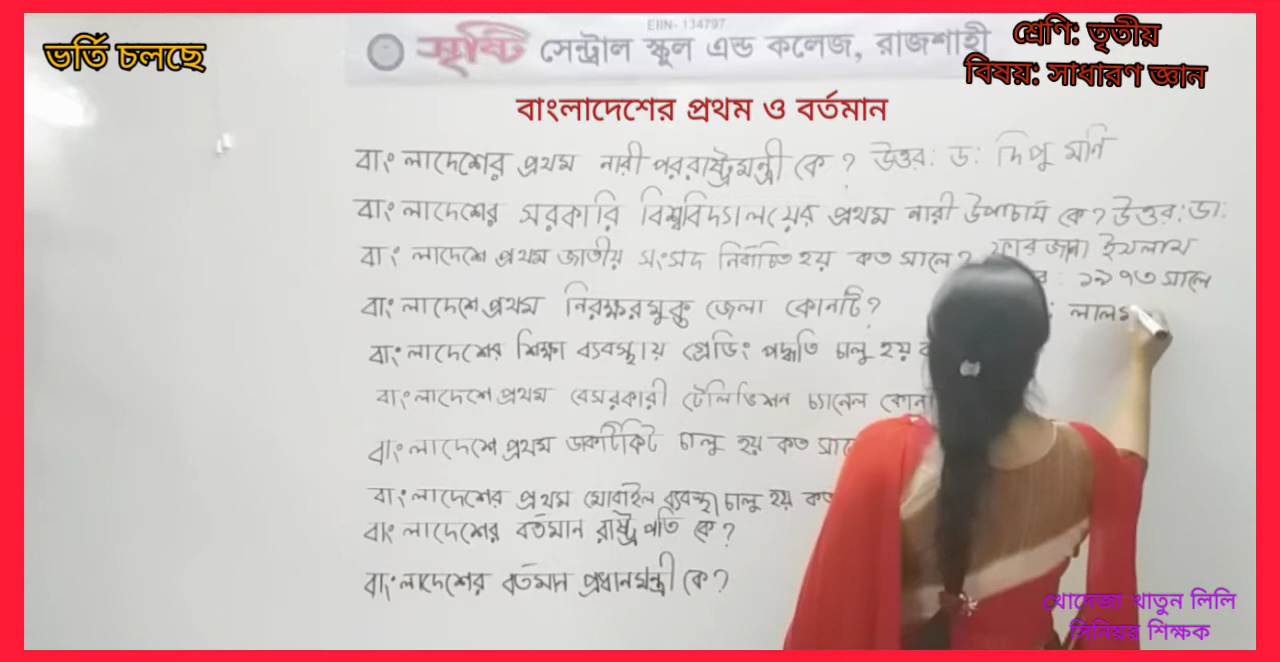 EIIN- 134797
ভর্তি চলছে
সৃষ্টি সেন্ট্রাল স্কুল এন্ড কলেজ, রাজশাহী
শ্রেণি: তৃতীয়
বিষয়: সাধারণ জ্ঞান
বাংলাদেশের প্রথম ও বর্তমান
বাংলাদেশের প্রথম নারী পররাষ্ট্রমন্ত্রী কে? উত্তর: ড: দিপু মনি
বাংলাদেশের সরকারি বিশ্ববিদ্যালয়ের প্রথম নারী উপাচার্য কে? উত্তর: ডা:
ফারজানা ইসলাম
বাংলাদেশে প্রথম জাতীয় সংসদ নির্বাচিত হয় কত সালে? ১৯৭৩ সালে
বাংলাদেশে প্রথম নিরক্ষরমুক্ত জেলা কোনটি? লালম
বাংলাদেশের শিক্ষা ব্যবস্থায় গ্রেডিং পদ্ধতি চালু হয়
বাংলাদেশে প্রথম বেসরকারী টেলিভিশন চ্যানেল
বাংলাদেশে প্রথম ডাকটিকিট চালু হয় কত
বাংলাদেশের প্রথম মোবাইল ব্যবস্থা চালু হয়
বাংলাদেশের বর্তমান রাষ্ট্রপতি কে?
বাংলাদেশের বর্তমান প্রধানমন্ত্রী কে?
খোদেজা খাতুন লিলি
সিনিয়র শিক্ষক